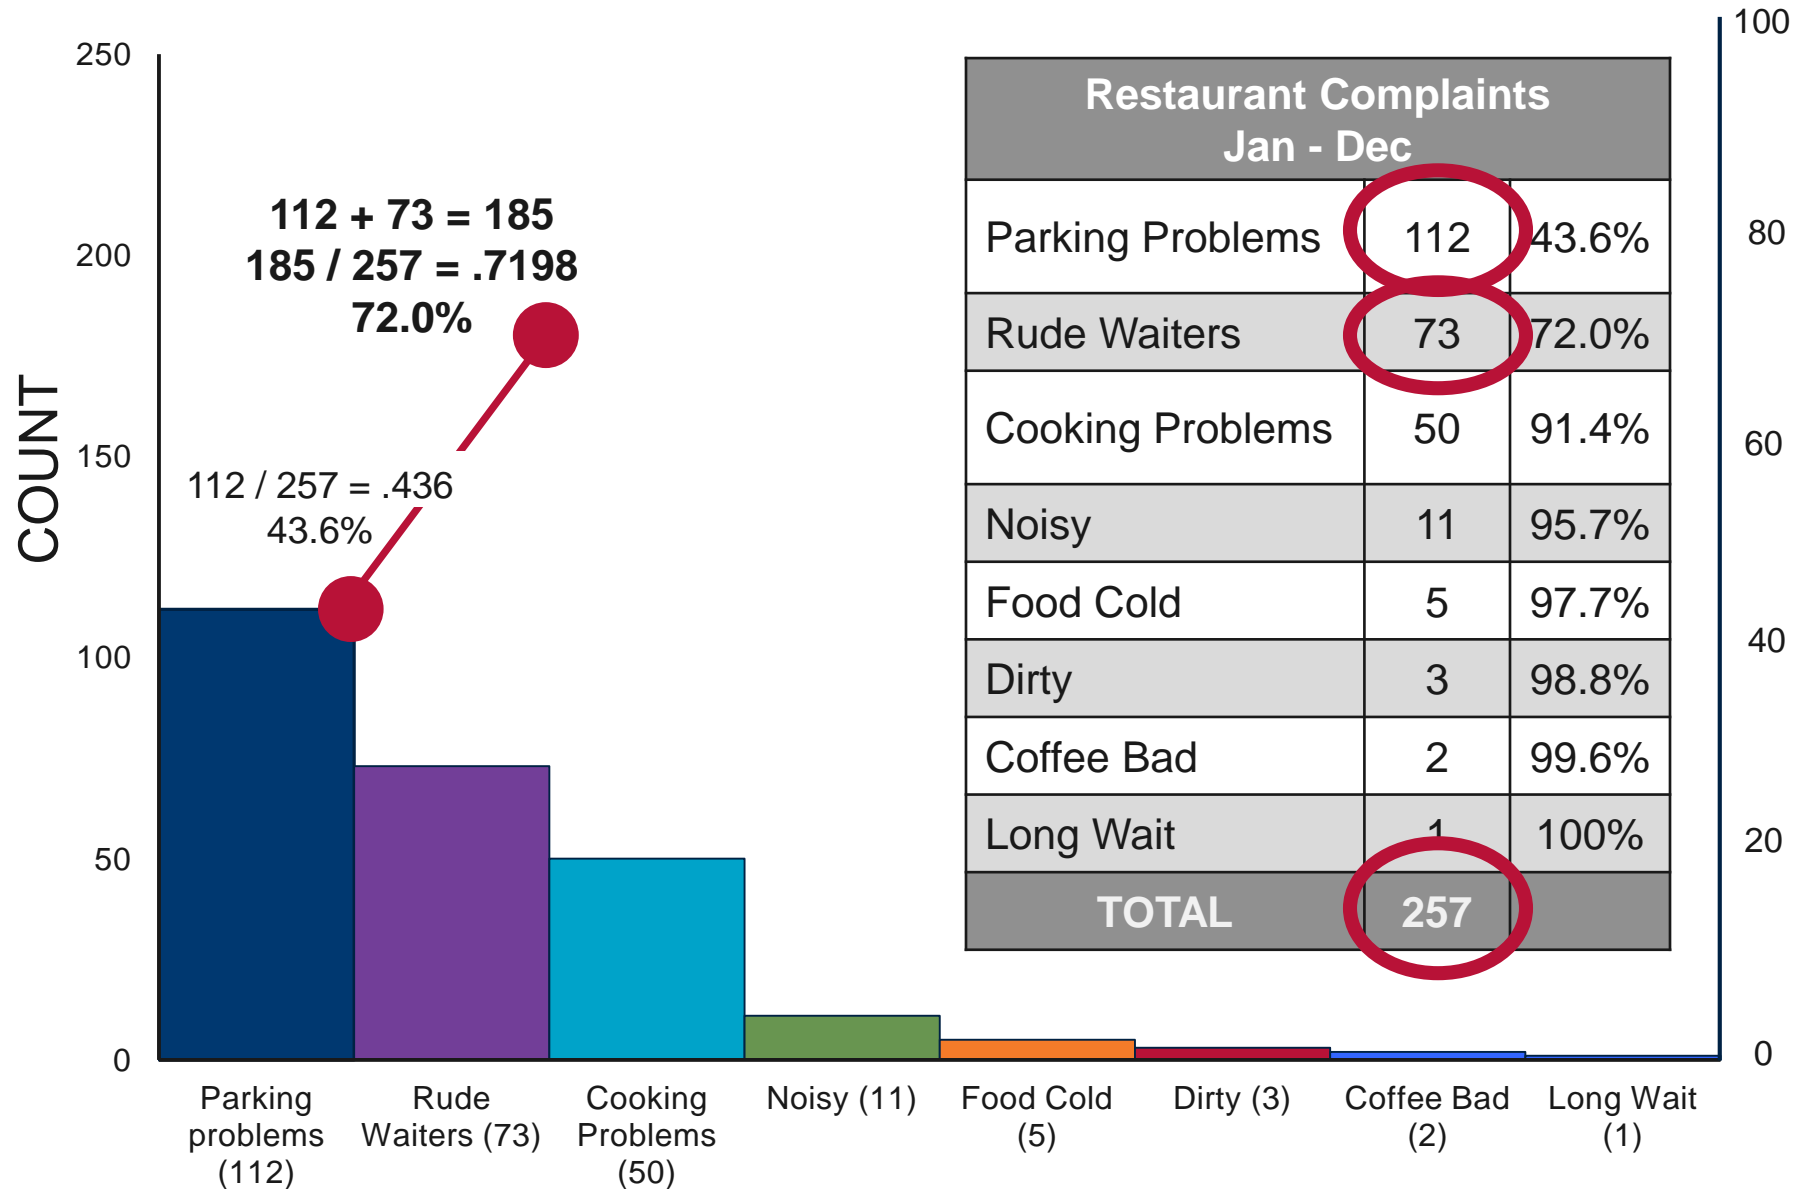 COUNT
250
200
150
100
50
0
112 + 73 = 185
185 / 257 = .7198
72.0%
112 / 257 = .436
43.6%
Restaurant Complaints
Jan - Dec
Parking Problems 112 43.6%
Rude Waiters 73 72.0%
Cooking Problems 50 91.4%
Noisy 11 95.7%
Food Cold 5 97.7%
Dirty 3 98.8%
Coffee Bad 2 99.6%
Long Wait 1 100%
TOTAL 257
100
80
60
40
20
0
Parking
problems
(112)
Rude
Waiters (73)
Cooking
Problems
(50)
Noisy (11)
Food Cold
(5)
Dirty (3)
Coffee Bad
(2)
Long Wait
(1)